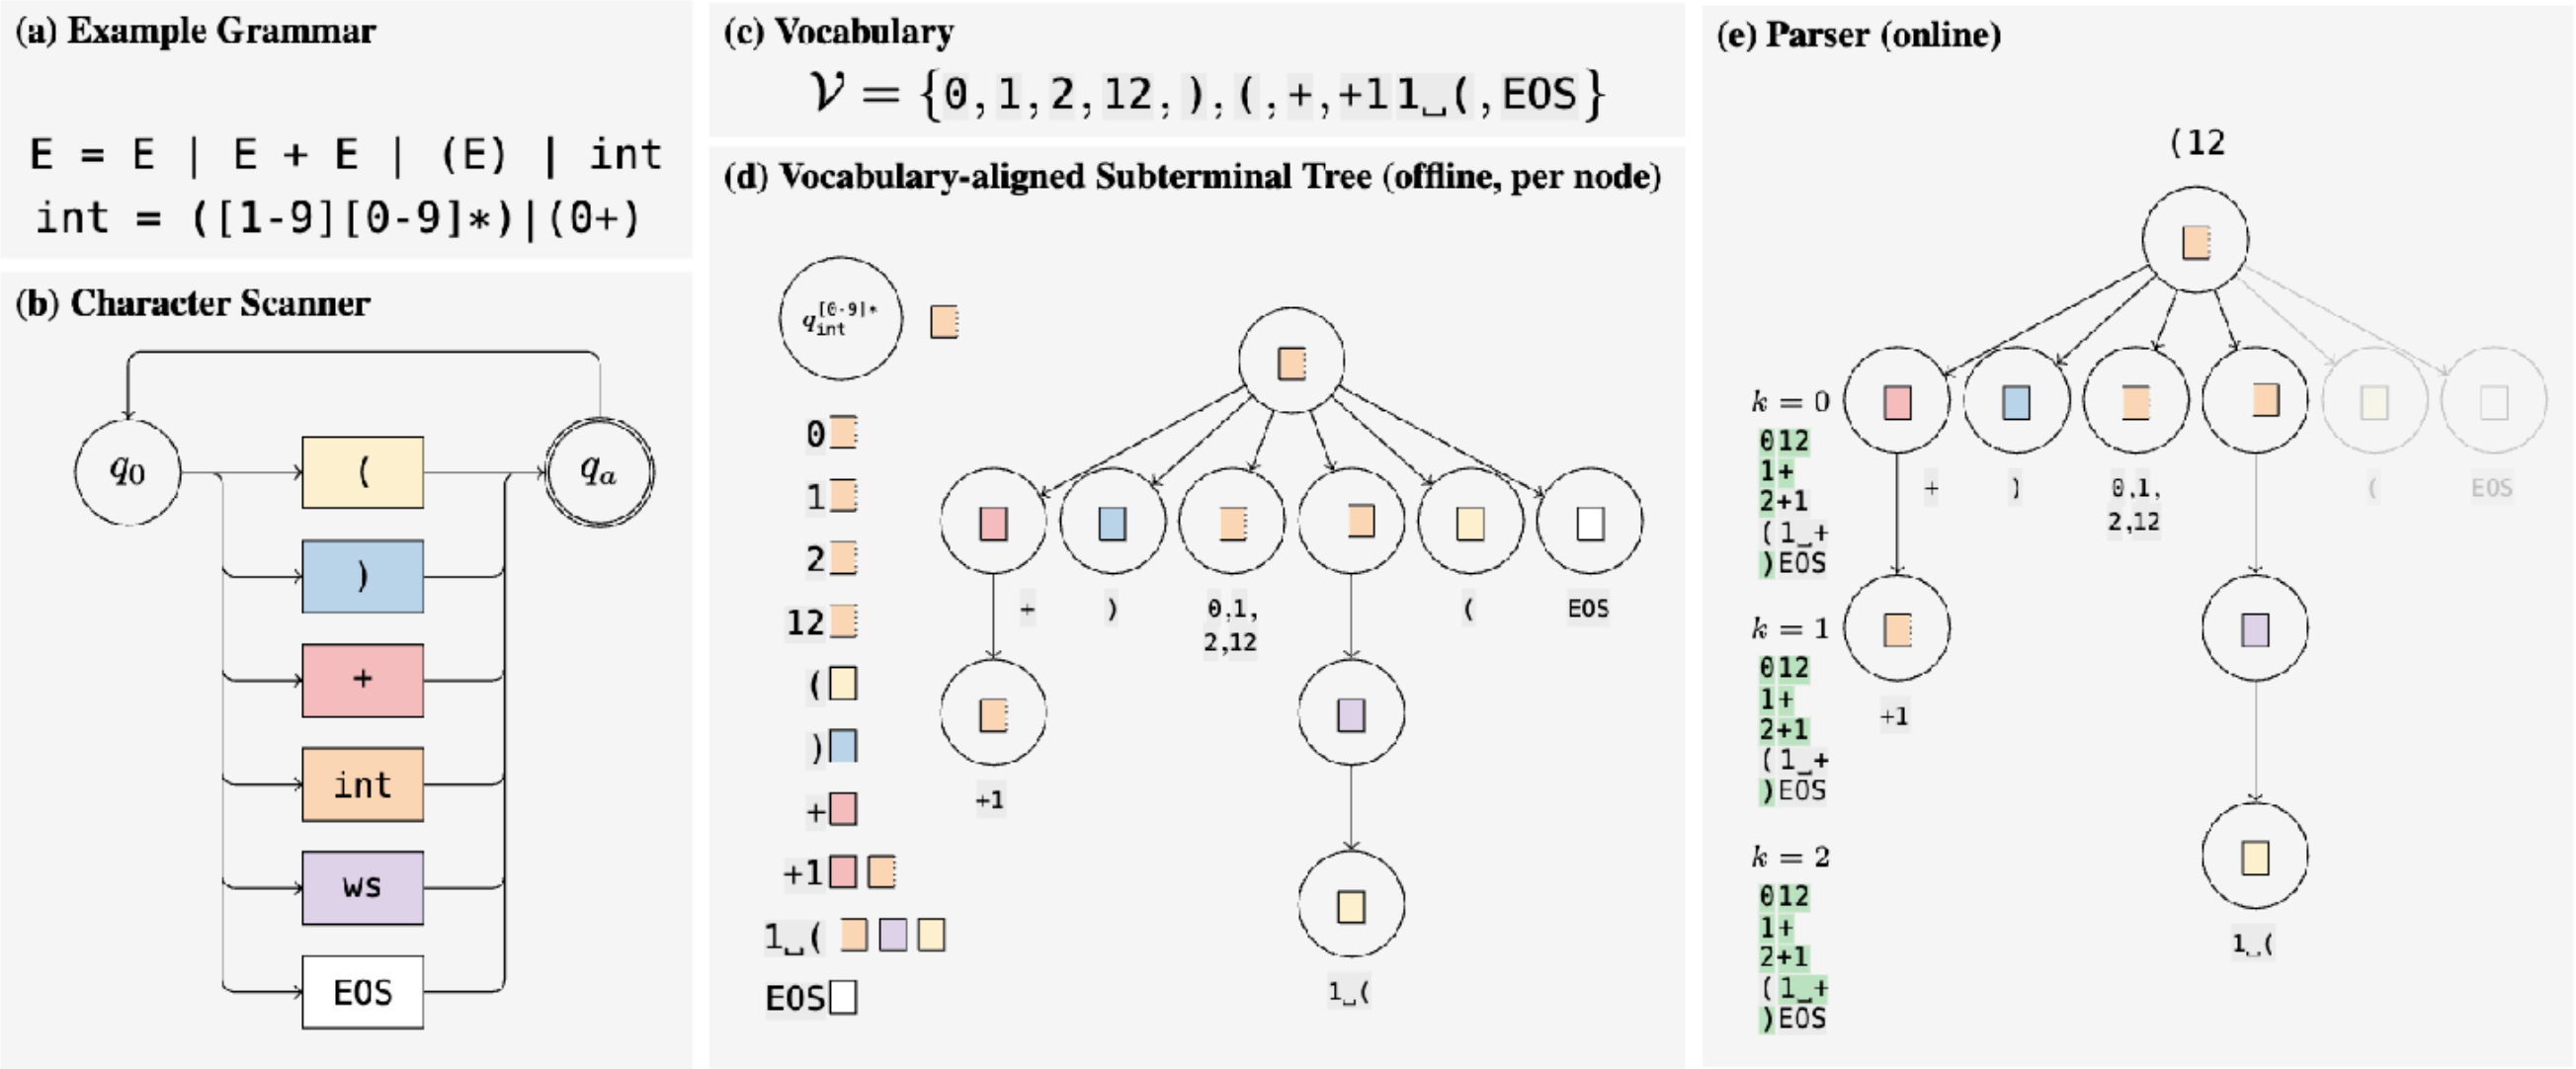 (a) Example Grammar
E = E | E + E | (E) | int
int = ([1-9][0-9]*)|(0+)
(b) Character Scanner
q₀
(
qₐ
)
+
int
ws
EOS
(c) Vocabulary
𝒱 = {0, 1, 2, 12, ), (, +, +1 1␣(, EOS}
(d) Vocabulary-aligned Subterminal Tree (offline, per node)
q_int^[0-9]*
0
1
2
12
(
)
+
+1
1␣(
EOS
+
)
0,1,
2,12
(
EOS
+1
1␣(
(e) Parser (online)
(12
k = 0
012
1+
2+1
(1␣+
)EOS
+
)
0,1,
2,12
(
EOS
k = 1
012
1+
2+1
(1␣+
)EOS
+1
k = 2
012
1+
2+1
(1␣+
)EOS
1␣(